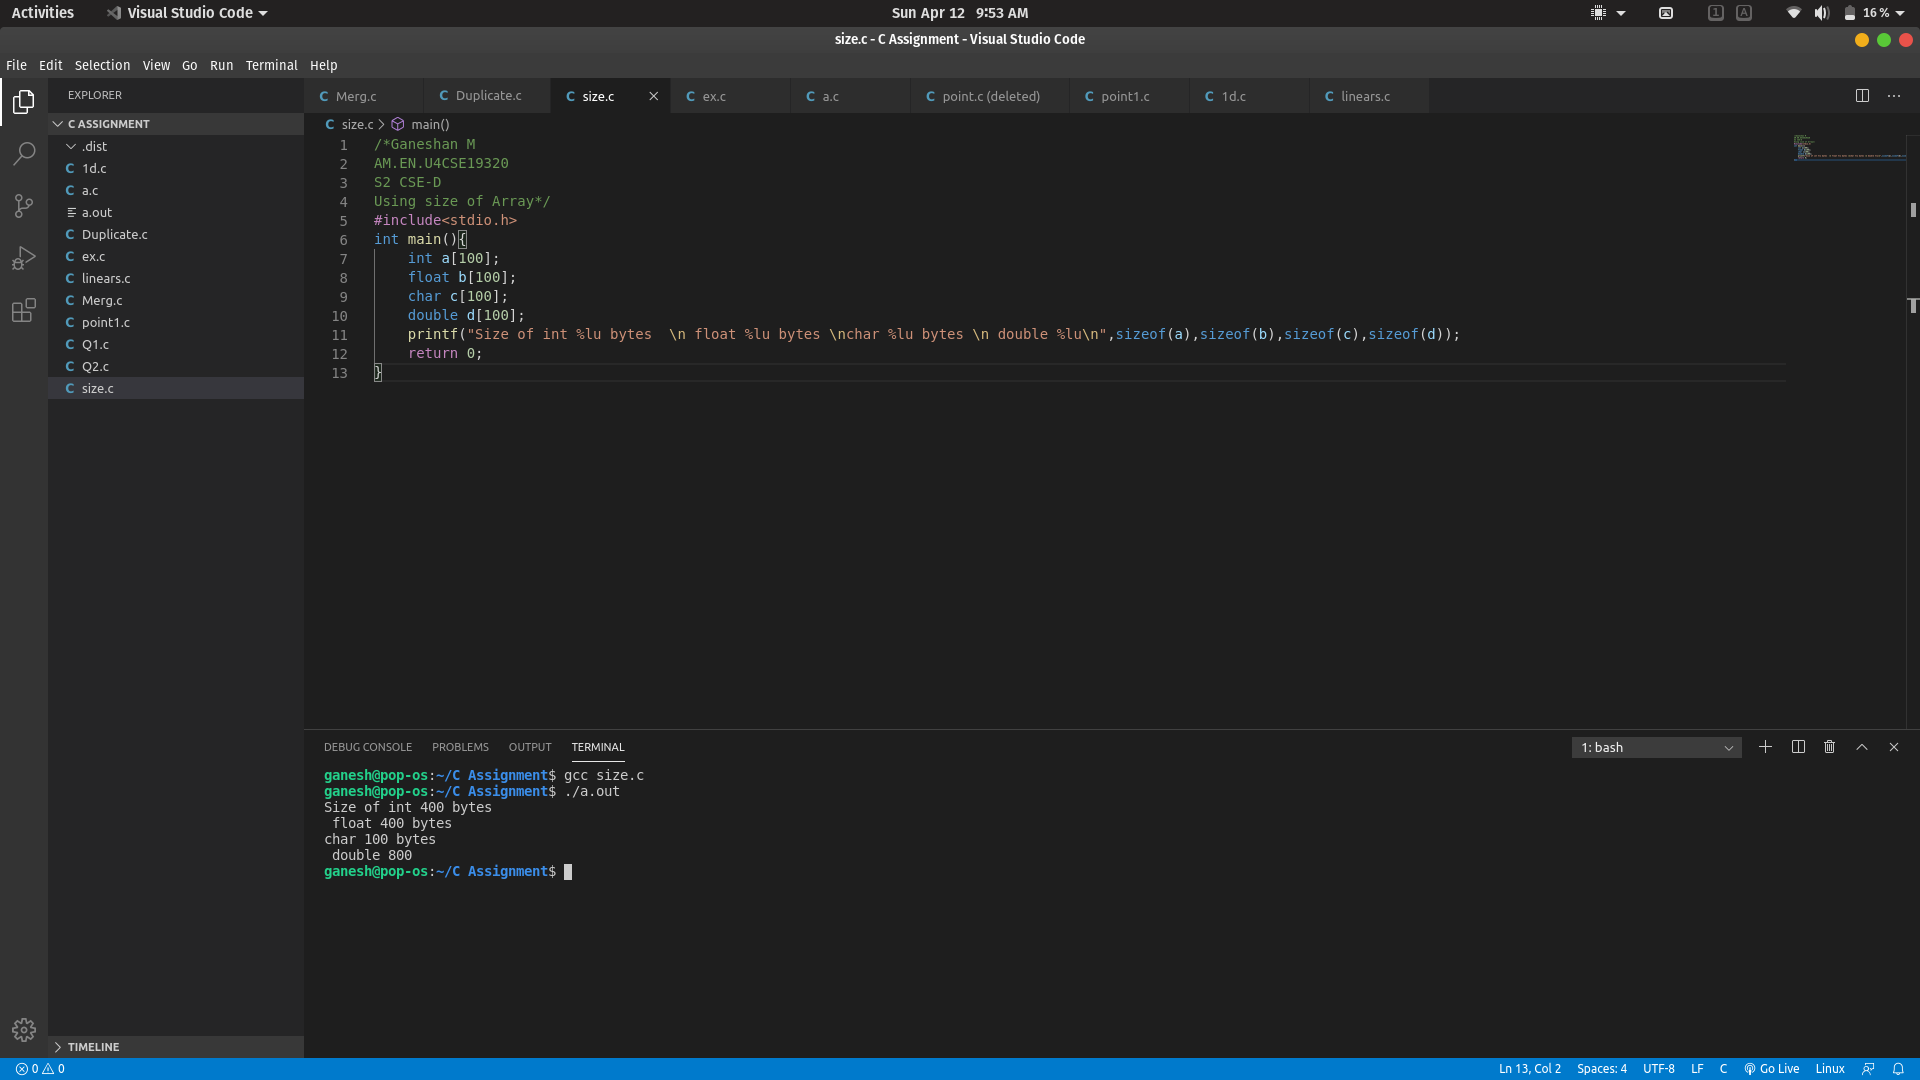 Activities Visual Studio Code Sun Apr 12 9:53 AM 1 A 16 %
size.c - C Assignment - Visual Studio Code
File Edit Selection View Go Run Terminal Help
EXPLORER
C ASSIGNMENT
.dist
1d.c
a.c
a.out
Duplicate.c
ex.c
linears.c
Merg.c
point1.c
Q1.c
Q2.c
size.c
TIMELINE
Merg.c Duplicate.c size.c ex.c a.c point.c (deleted) point1.c 1d.c linears.c
size.c > main()
1 /*Ganeshan M
2 AM.EN.U4CSE19320
3 S2 CSE-D
4 Using size of Array*/
5 #include<stdio.h>
6 int main(){
7     int a[100];
8     float b[100];
9     char c[100];
10     double d[100];
11     printf("Size of int %lu bytes  \n float %lu bytes \nchar %lu bytes \n double %lu\n",sizeof(a),sizeof(b),sizeof(c),sizeof(d));
12     return 0;
13 }
DEBUG CONSOLE PROBLEMS OUTPUT TERMINAL 1: bash
ganesh@pop-os:~/C Assignment$ gcc size.c
ganesh@pop-os:~/C Assignment$ ./a.out
Size of int 400 bytes
 float 400 bytes
char 100 bytes
 double 800
ganesh@pop-os:~/C Assignment$
0 0 Ln 13, Col 2 Spaces: 4 UTF-8 LF C Go Live Linux